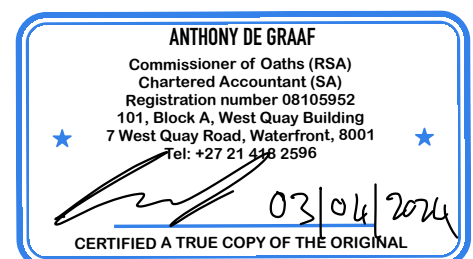 ANTHONY DE GRAAF
Commissioner of Oaths (RSA)
Chartered Accountant (SA)
Registration number 08105952
101, Block A, West Quay Building
7 West Quay Road, Waterfront, 8001
Tel: +27 21 418 2596
03|04|2024
CERTIFIED A TRUE COPY OF THE ORIGINAL